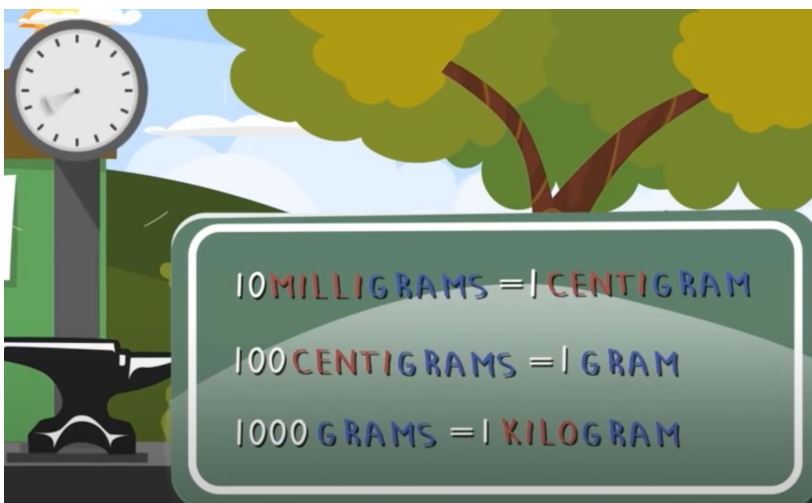 10 MILLIGRAMS = 1 CENTIGRAM
100 CENTIGRAMS = 1 GRAM
1000 GRAMS = 1 KILOGRAM